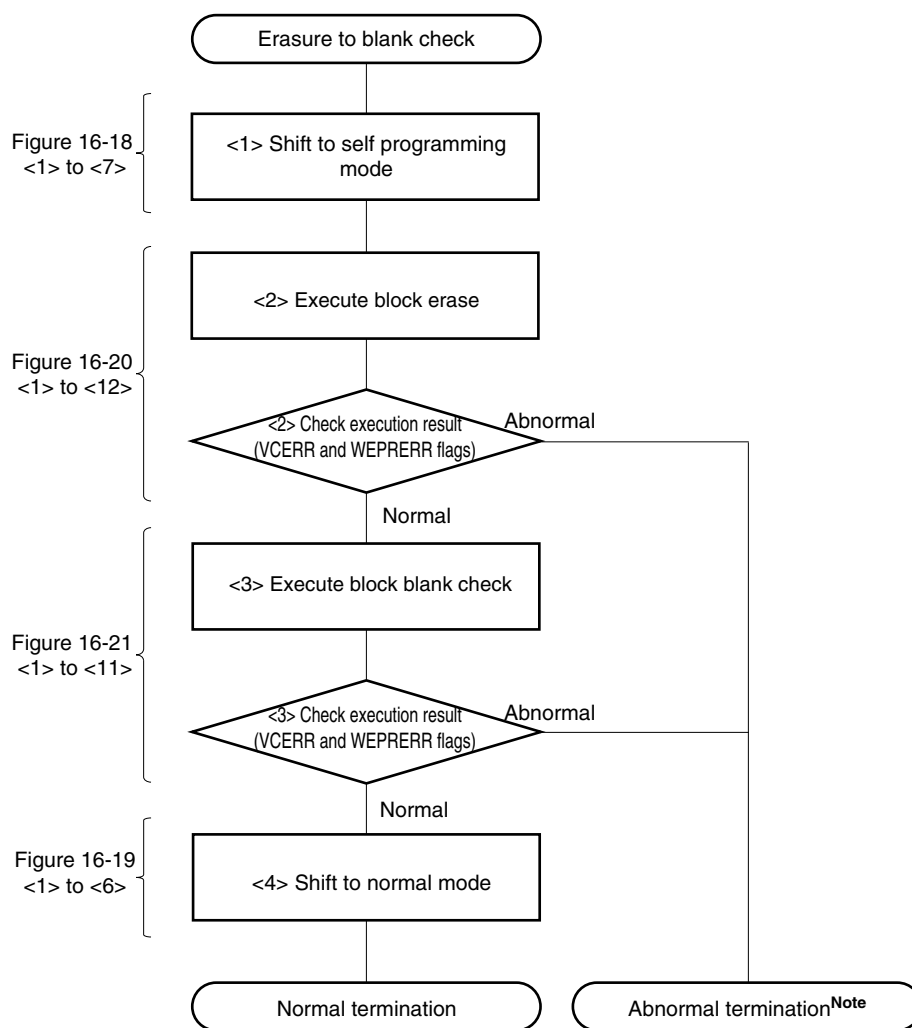 Erasure to blank check
Figure 16-18
<1> to <7>
<1> Shift to self programming
mode
<2> Execute block erase
Figure 16-20
<1> to <12>
<2> Check execution result
(VCERR and WEPRERR flags)
Abnormal
Normal
<3> Execute block blank check
Figure 16-21
<1> to <11>
<3> Check execution result
(VCERR and WEPRERR flags)
Abnormal
Normal
Figure 16-19
<1> to <6>
<4> Shift to normal mode
Normal termination
Abnormal termination Note